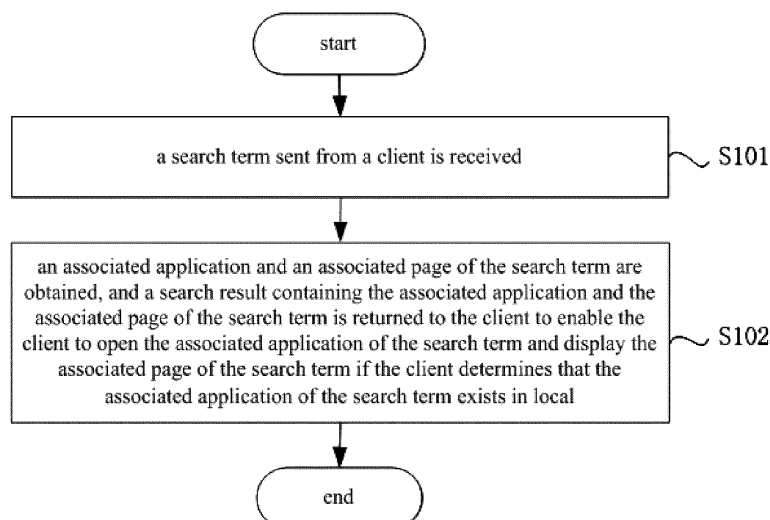 start
a search term sent from a client is received
S101
an associated application and an associated page of the search term are
obtained, and a search result containing the associated application and the
associated page of the search term is returned to the client to enable the
client to open the associated application of the search term and display the
associated page of the search term if the client determines that the
associated application of the search term exists in local
S102
end